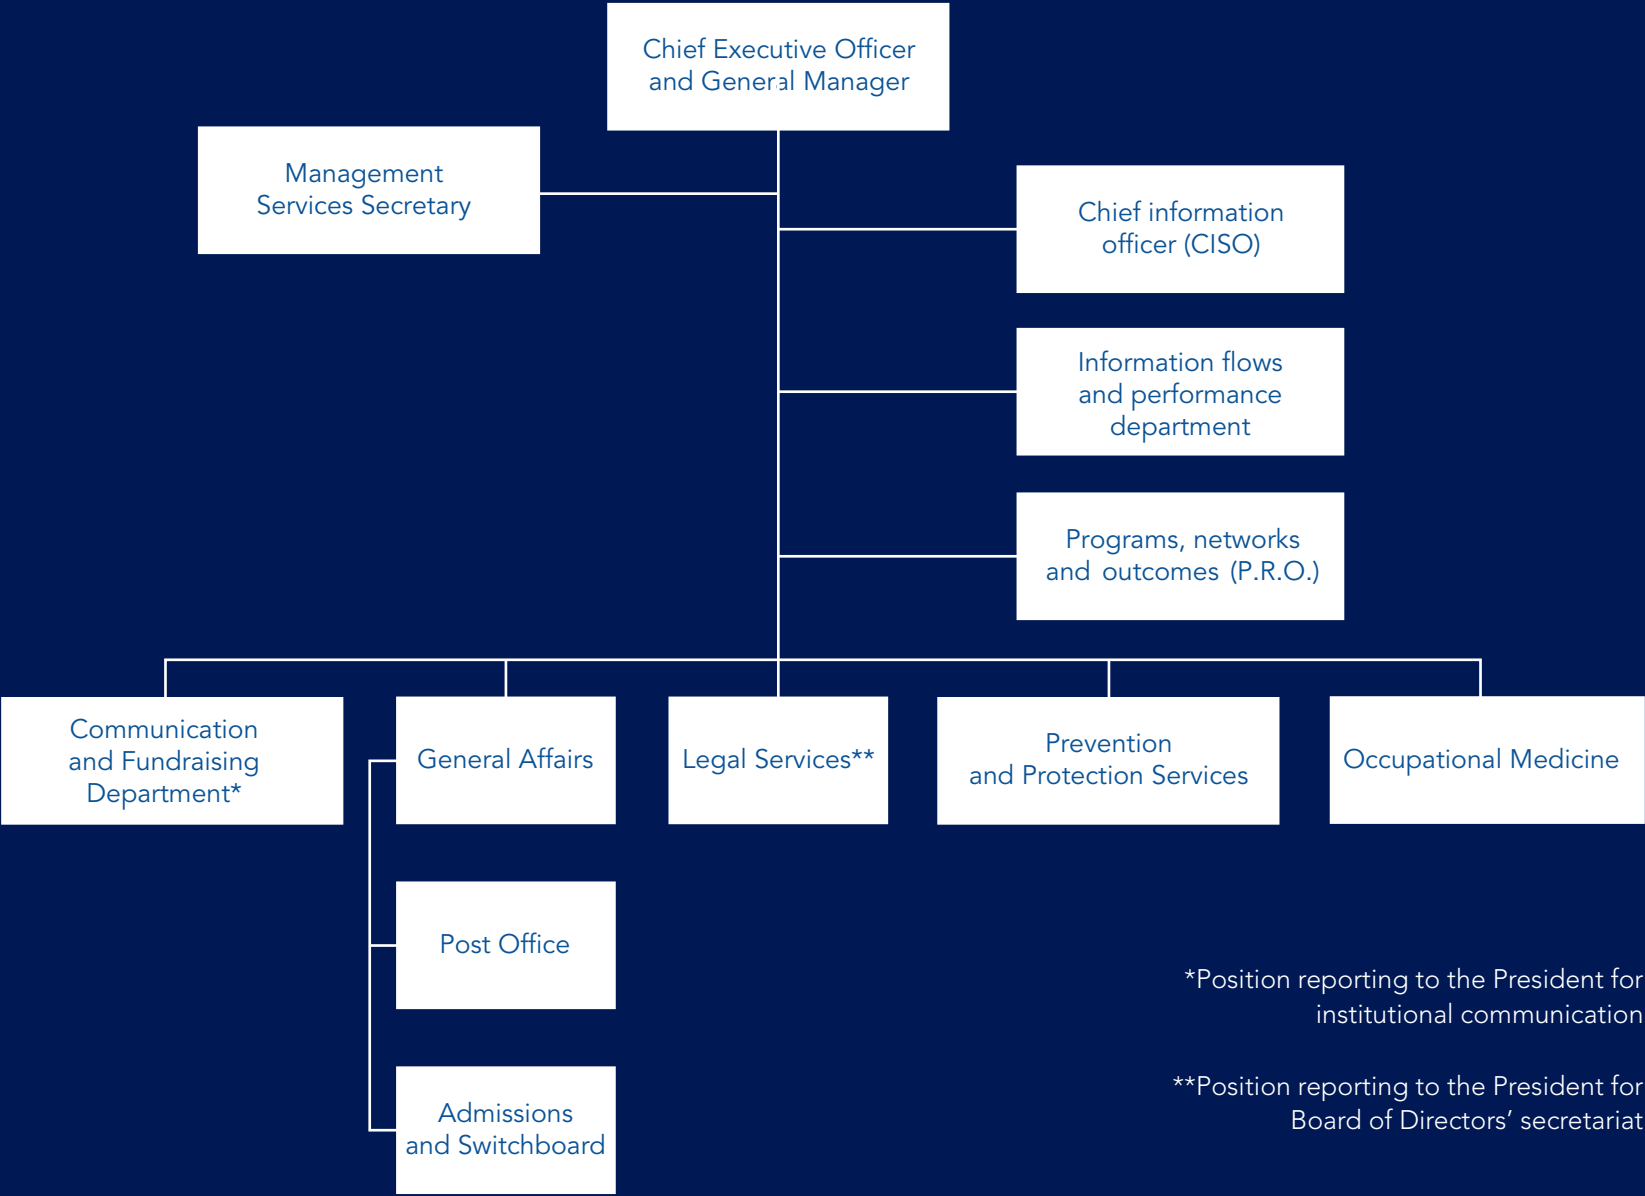 Chief Executive Officer
and General Manager
Management
Services Secretary
Chief information
officer (CISO)
Information flows
and performance
department
Programs, networks
and outcomes (P.R.O.)
Communication
and Fundraising
Department*
General Affairs
Legal Services**
Prevention
and Protection Services
Occupational Medicine
Post Office
Admissions
and Switchboard
*Position reporting to the President for
institutional communication
**Position reporting to the President for
Board of Directors’ secretariat